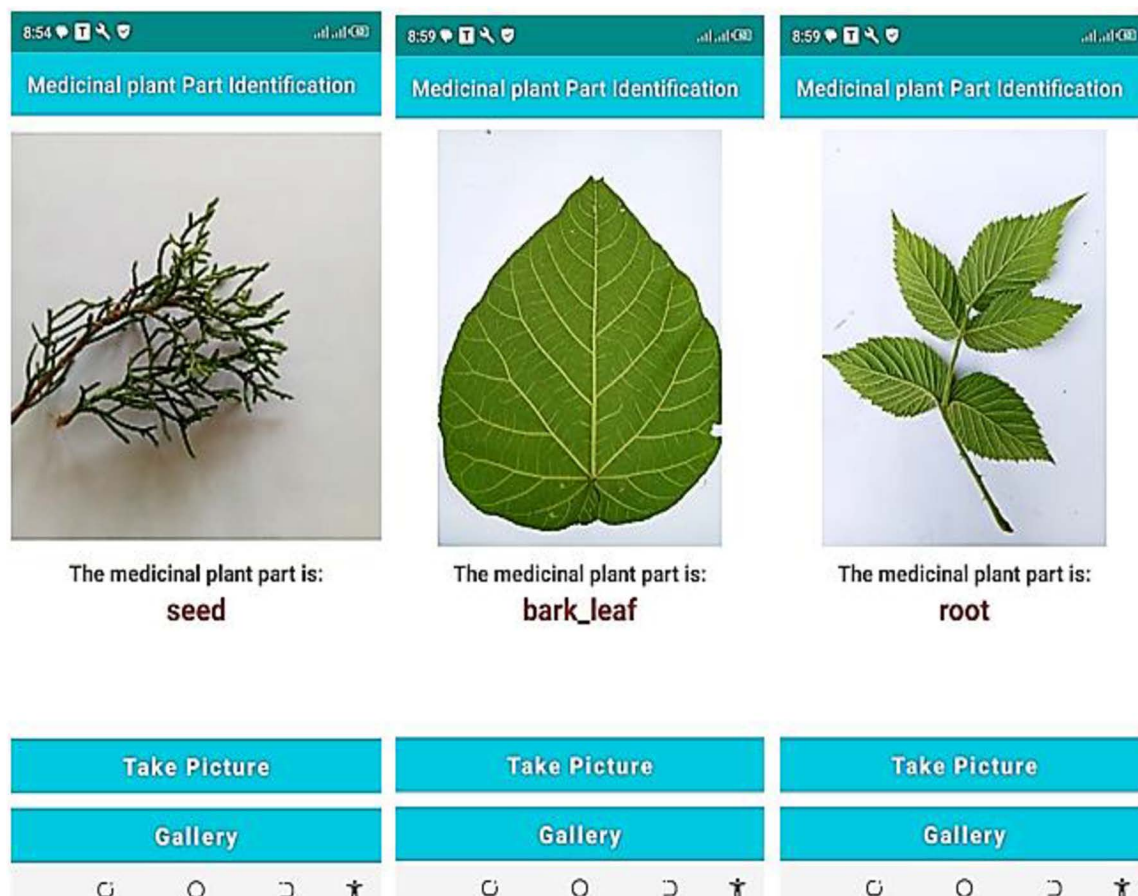 8:54 T
Medicinal plant Part Identification
The medicinal plant part is:
seed
Take Picture
Gallery
8:59 T
Medicinal plant Part Identification
The medicinal plant part is:
bark_leaf
Take Picture
Gallery
8:59 T
Medicinal plant Part Identification
The medicinal plant part is:
root
Take Picture
Gallery